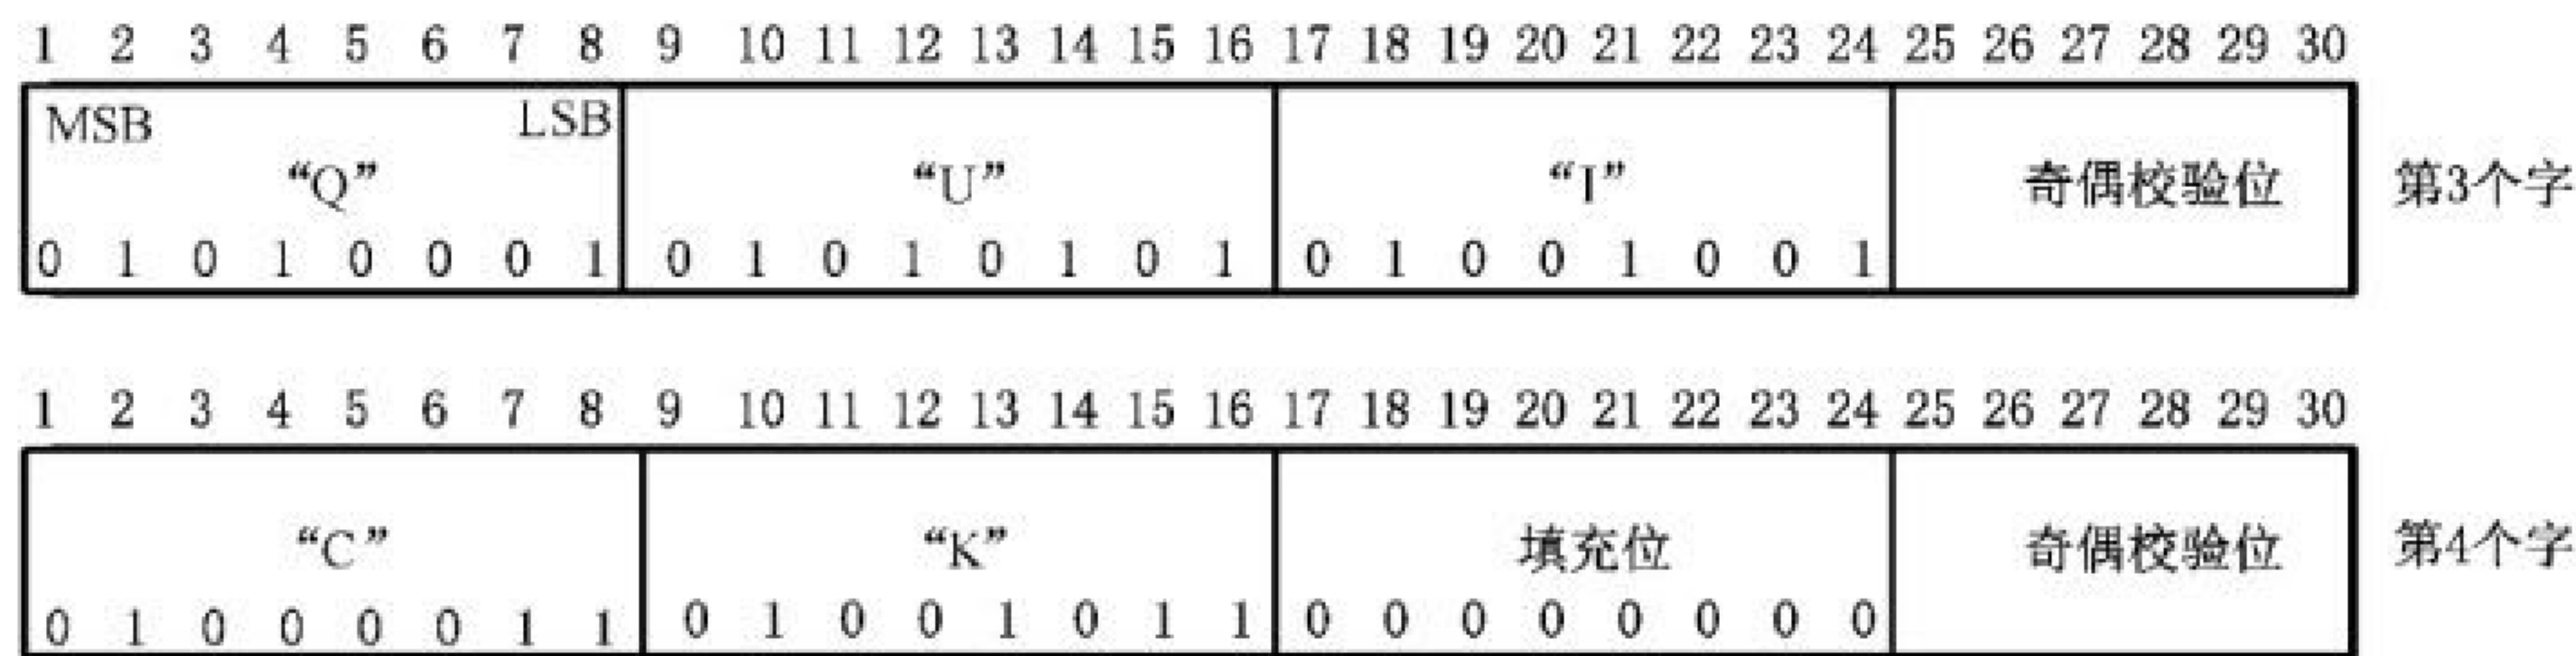 1 2 3 4 5 6 7 8 9 10 11 12 13 14 15 16 17 18 19 20 21 22 23 24 25 26 27 28 29 30
MSB LSB
“Q” “U” “I” 奇偶校验位 第3个字
0 1 0 1 0 0 0 1 0 1 0 1 0 1 0 1 0 1 0 0 1 0 0 1
1 2 3 4 5 6 7 8 9 10 11 12 13 14 15 16 17 18 19 20 21 22 23 24 25 26 27 28 29 30
“C” “K” 填充位 奇偶校验位 第4个字
0 1 0 0 0 0 1 1 0 1 0 0 1 0 1 1 0 0 0 0 0 0 0 0